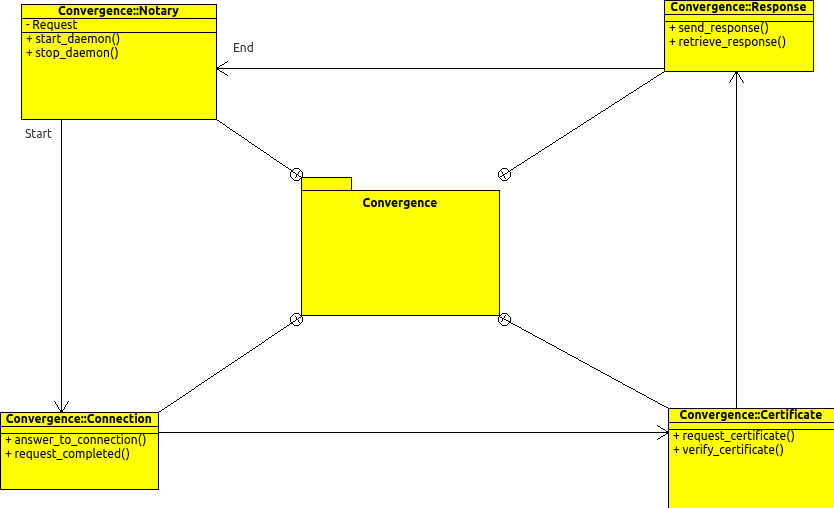 Convergence::Notary
- Request
+ start_daemon()
+ stop_daemon()
Convergence::Response
+ send_response()
+ retrieve_response()
End
Start
Convergence
Convergence::Connection
+ answer_to_connection()
+ request_completed()
Convergence::Certificate
+ request_certificate()
+ verify_certificate()